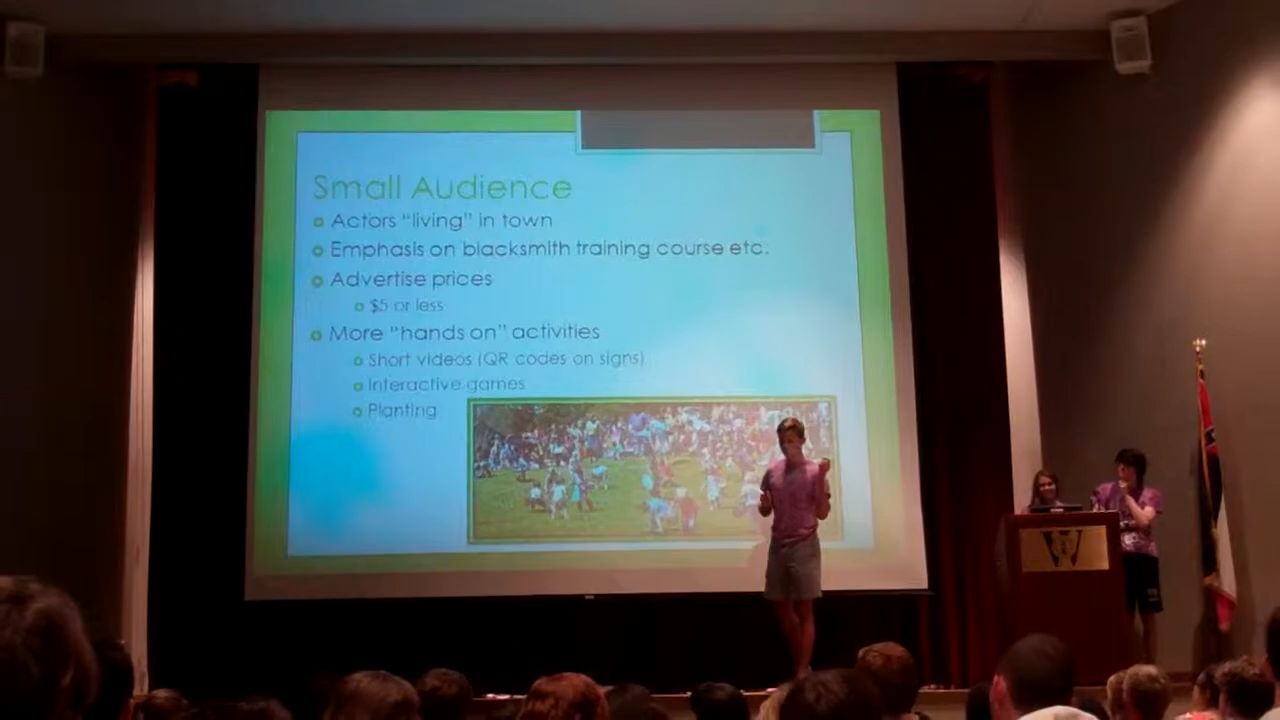 Small Audience
Actors “living” in town
Emphasis on blacksmith training course etc.
Advertise prices
$5 or less
More “hands on” activities
Short videos (QR codes on signs)
Interactive games
Planting
W